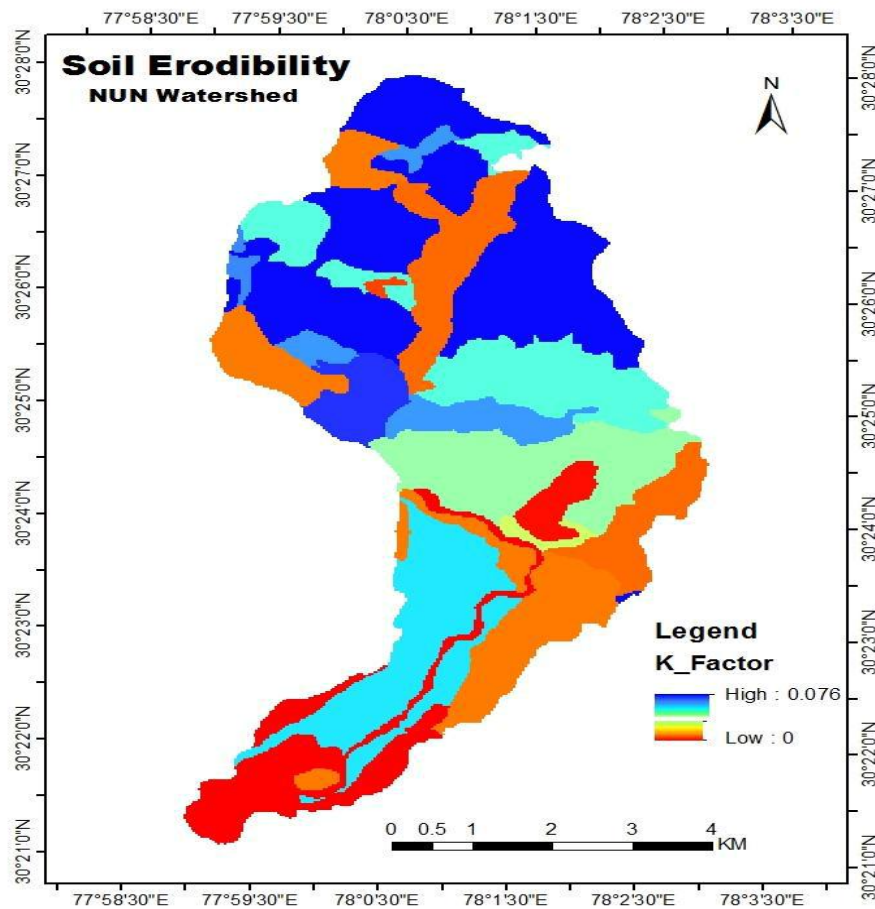 77°58'30"E 77°59'30"E 78°0'30"E 78°1'30"E 78°2'30"E 78°3'30"E
Soil Erodibility
NUN Watershed
N
30°28'0"N
30°27'0"N
30°26'0"N
30°25'0"N
30°24'0"N
30°23'0"N
30°22'0"N
30°21'0"N
30°28'0"N
30°27'0"N
30°26'0"N
30°25'0"N
30°24'0"N
30°23'0"N
30°22'0"N
30°21'0"N
Legend
K_Factor
High : 0.076
Low : 0
0 0.5 1 2 3 4
KM
77°58'30"E 77°59'30"E 78°0'30"E 78°1'30"E 78°2'30"E 78°3'30"E